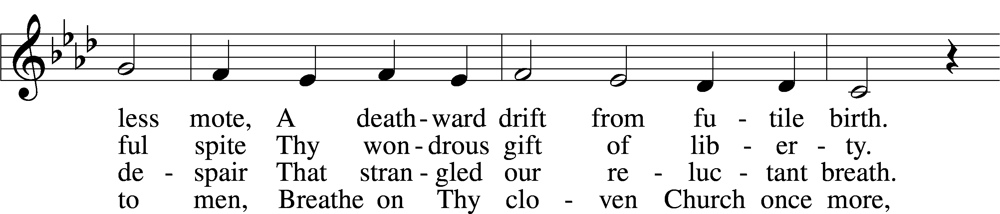 less mote, A death - ward drift from fu - tile birth.
ful spite Thy won - drous gift of lib - er - ty.
de - spair That stran - gled our re - luc - tant breath.
to men, Breathe on Thy clo - ven Church once more,